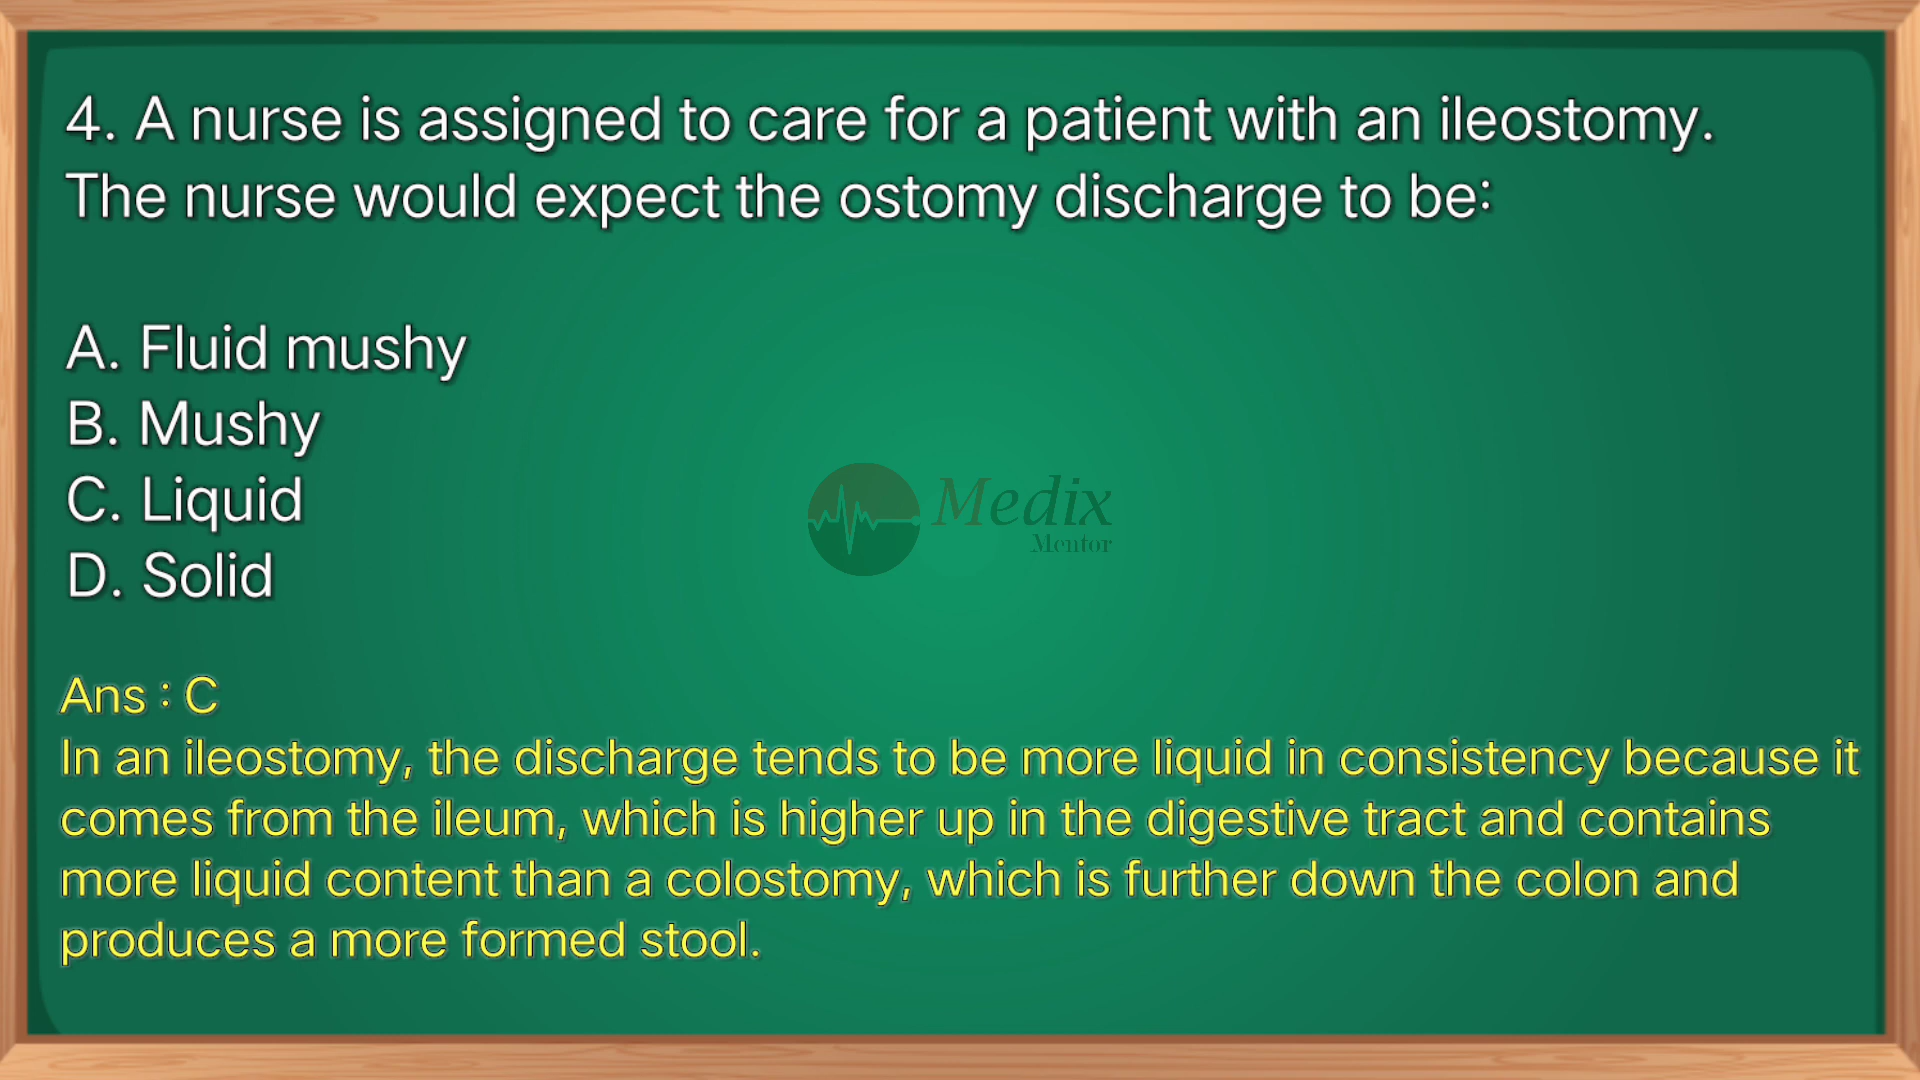 4. A nurse is assigned to care for a patient with an ileostomy.
The nurse would expect the ostomy discharge to be:
A. Fluid mushy
B. Mushy
C. Liquid
D. Solid
Medix
Mentor
Ans : C
In an ileostomy, the discharge tends to be more liquid in consistency because it
comes from the ileum, which is higher up in the digestive tract and contains
more liquid content than a colostomy, which is further down the colon and
produces a more formed stool.